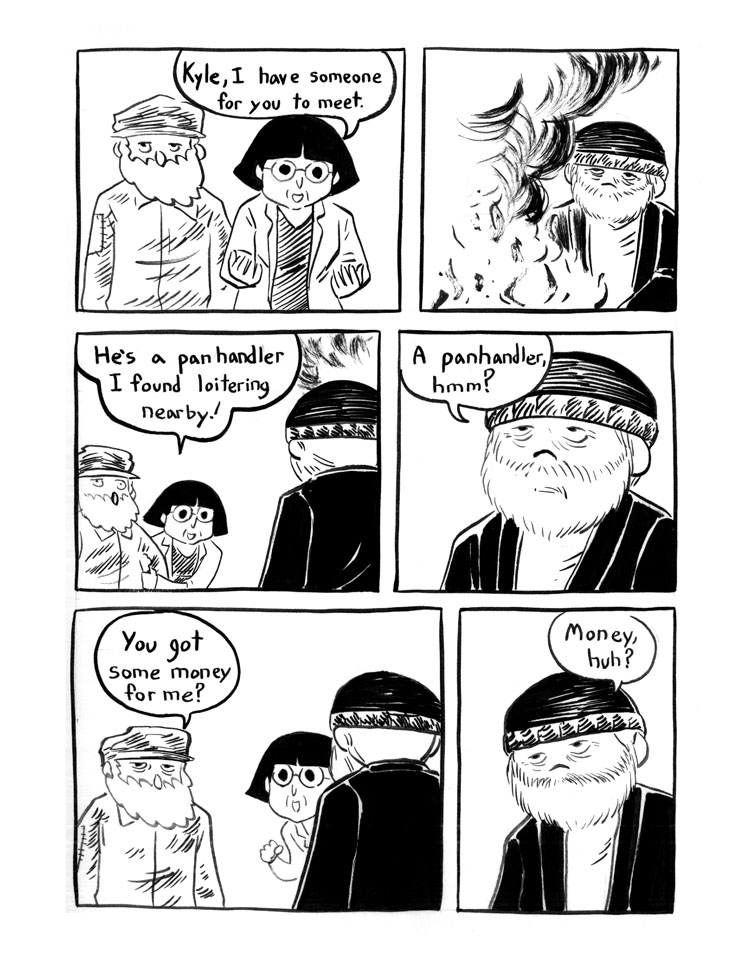 Kyle, I have someone
for you to meet.
He's a panhandler
I found loitering
nearby!
A panhandler,
hmm?
You got
some money
for me?
Money,
huh?